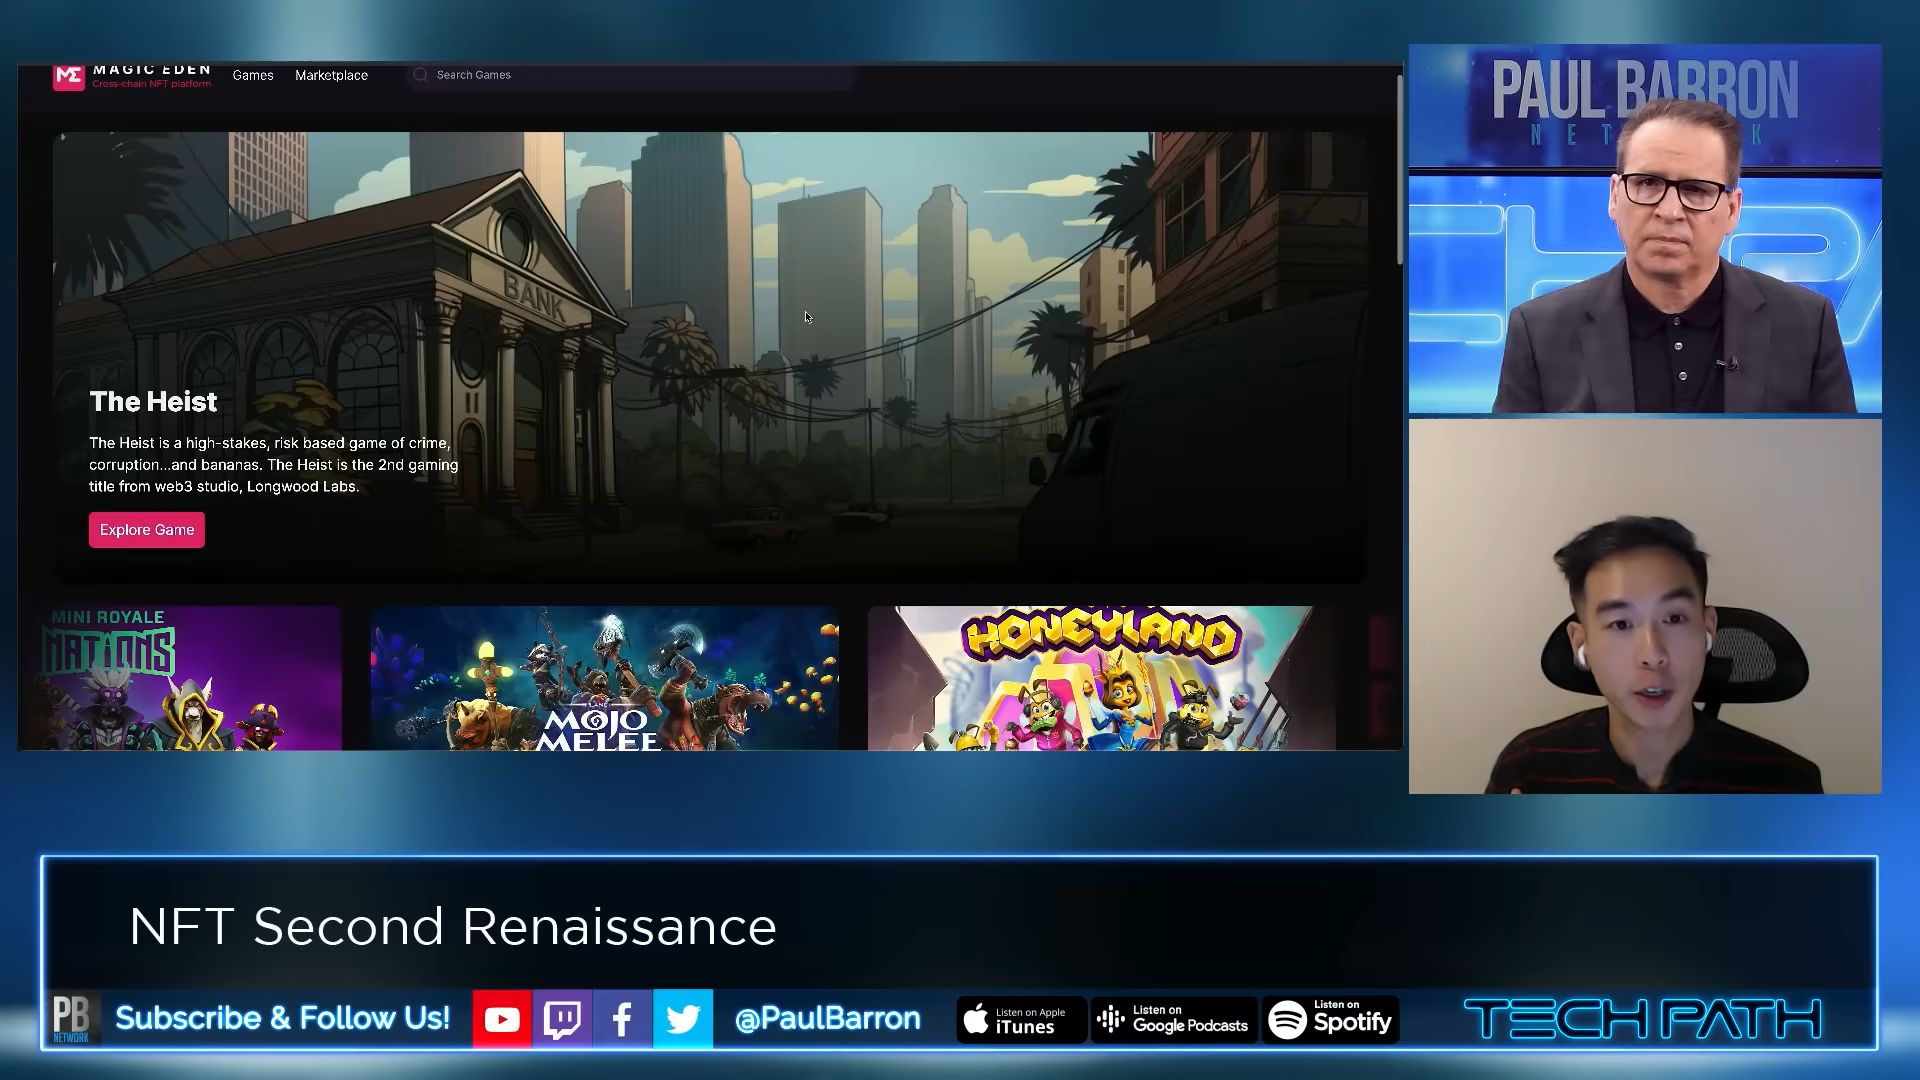 MAGIC EDEN
Cross-chain NFT platform
Games
Marketplace
Search Games
BANK
The Heist
The Heist is a high-stakes, risk based game of crime,
corruption...and bananas. The Heist is the 2nd gaming
title from web3 studio, Longwood Labs.
Explore Game
MINI ROYALE
NATIONS
PLANET
MOJO
MELEE
HONEYLAND
PAUL BARRON
NFT Second Renaissance
PB
NETWORK
Subscribe & Follow Us!
@PaulBarron
Listen on Apple
iTunes
Listen on
Google Podcasts
Listen on
Spotify
TECH PATH